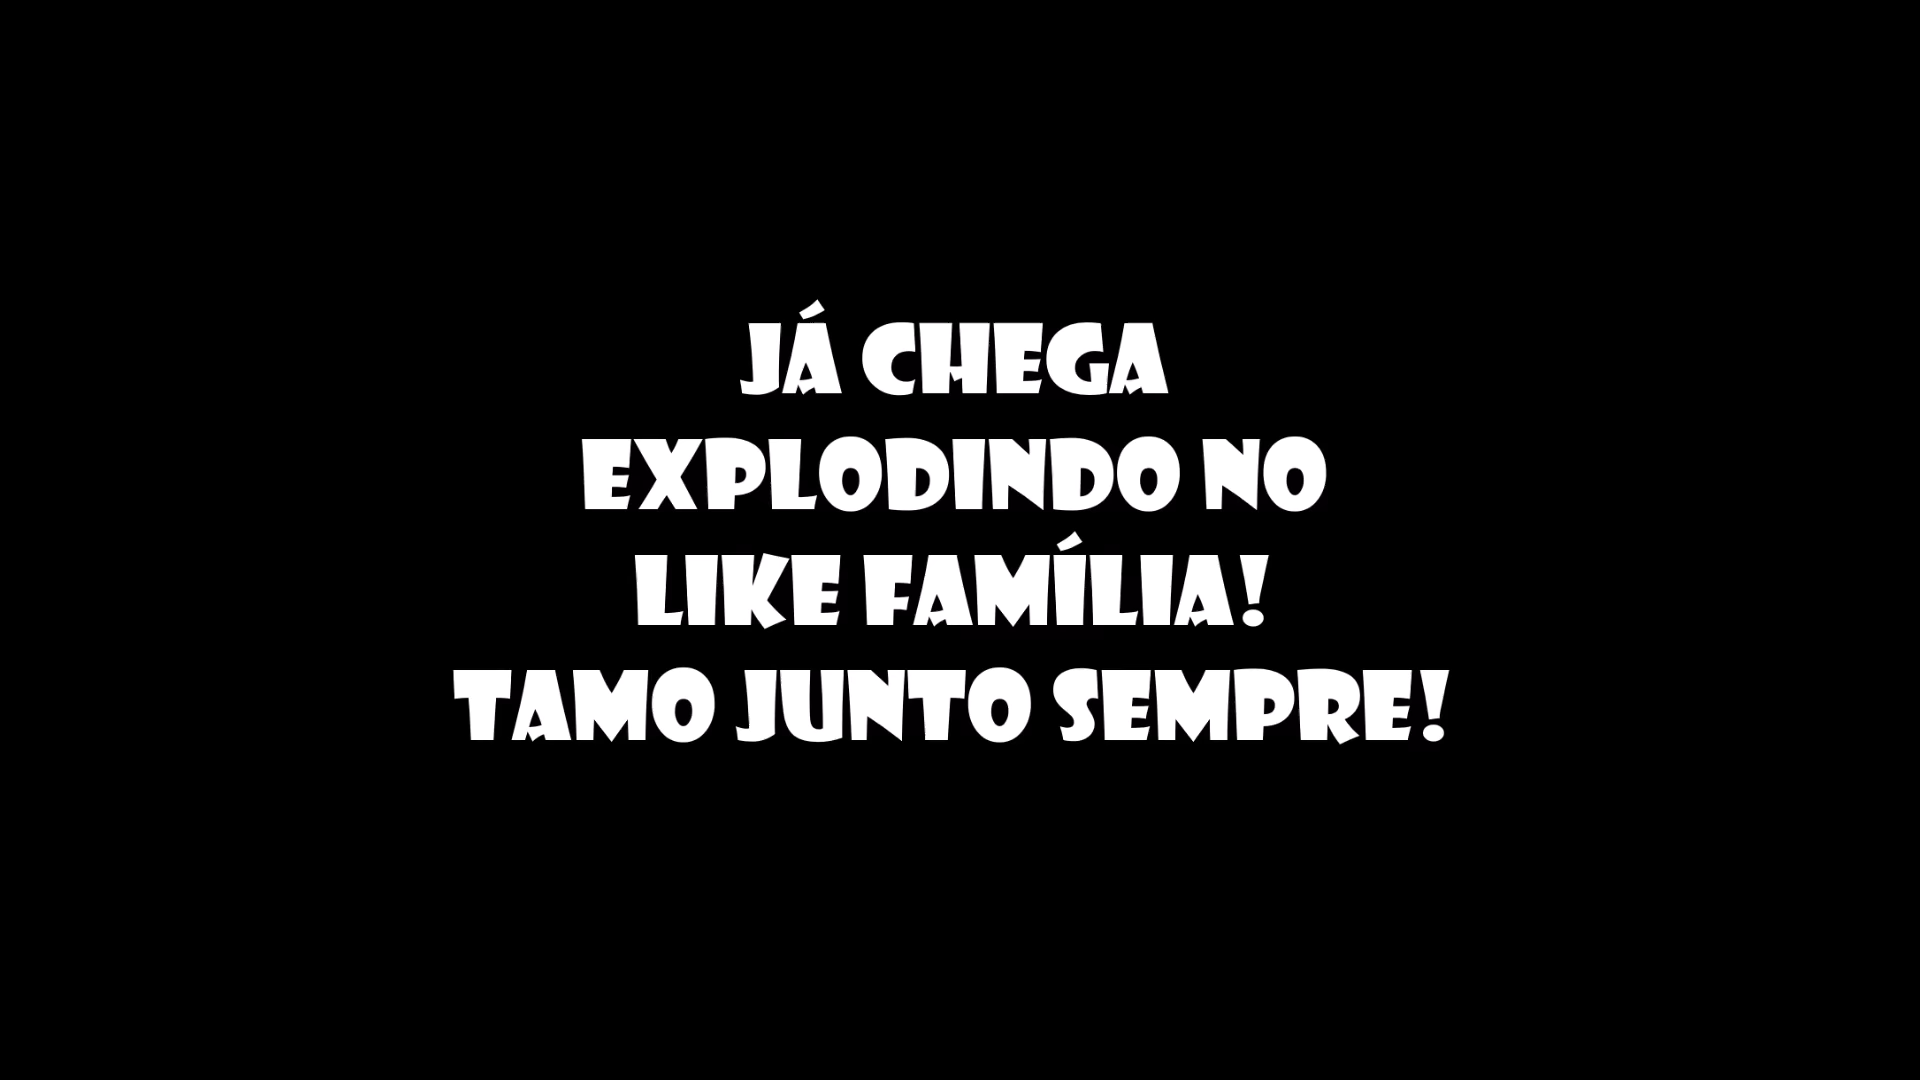 JÁ CHEGA
EXPLODINDO NO
LIKE FAMÍLIA!
TAMO JUNTO SEMPRE!